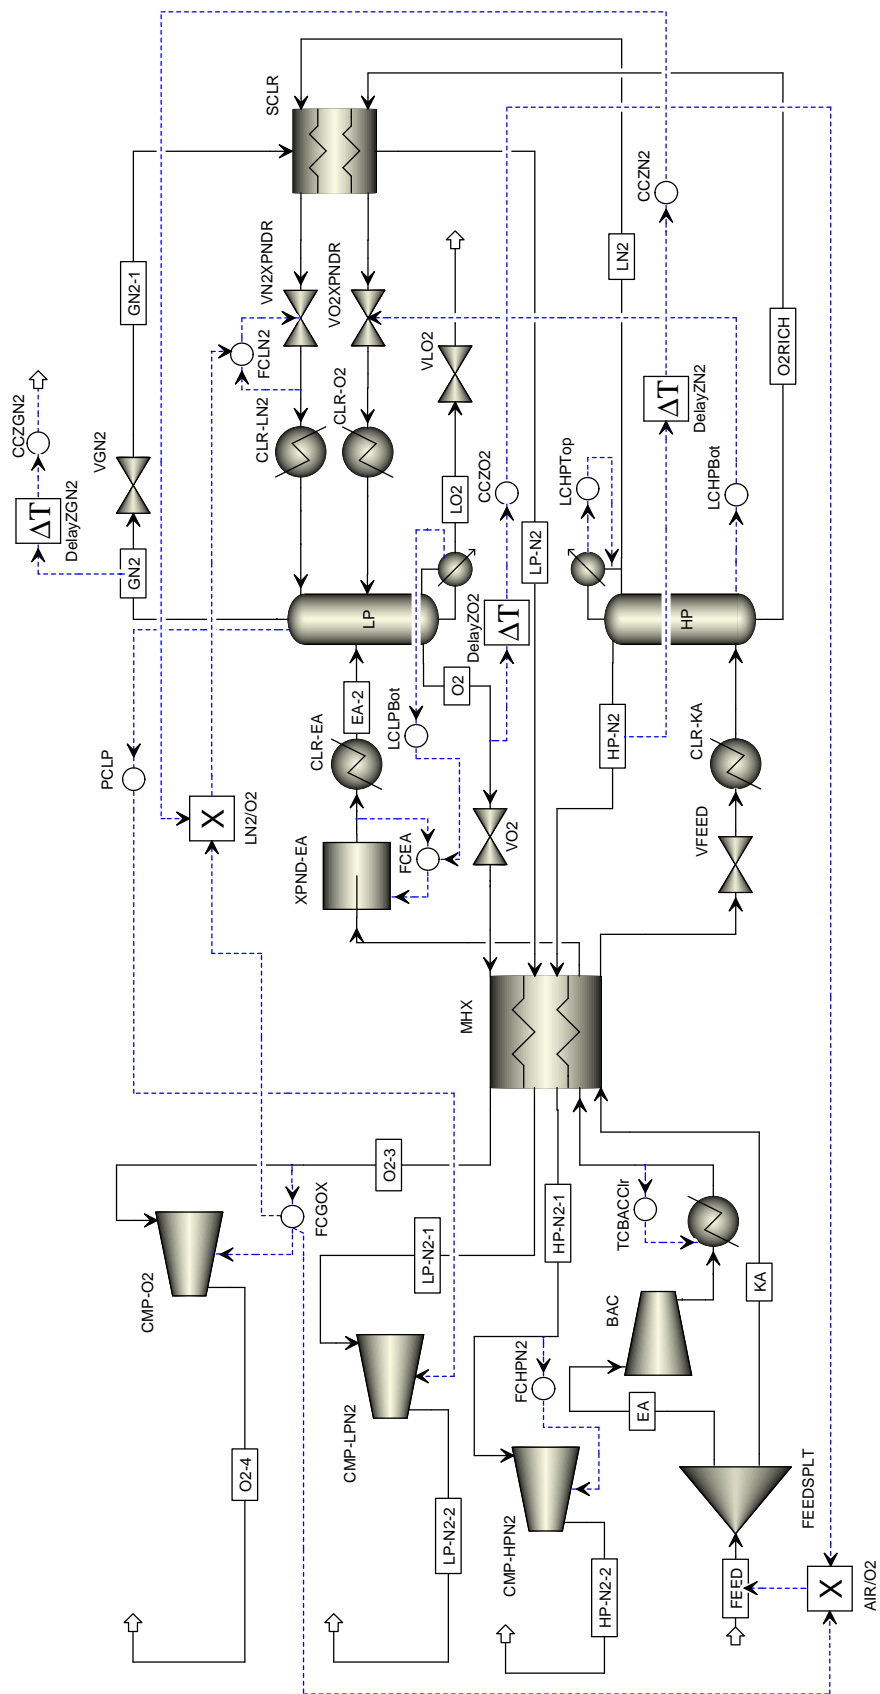 SCLR
GN2-1
CCZGN2
VGN2
ΔT
DelayZGN2
GN2
VN2XPNDR
FCLN2
VO2XPNDR
CLR-LN2
CLR-O2
VLO2
CCZN2
LN2
O2RICH
ΔT
DelayZN2
LO2
CCZO2
LP-N2
LCHPTop
LCHPBot
LP
DelayZO2
ΔT
HP
O2
EA-2
CLR-EA
LCLPBot
HP-N2
CLR-KA
PCLP
X
LN2/O2
XPND-EA
FCEA
VO2
VFEED
MHX
O2-3
FCGOX
CMP-O2
LP-N2-1
HP-N2-1
TCBACClr
KA
BAC
EA
CMP-LPN2
FCHPN2
O2-4
LP-N2-2
CMP-HPN2
HP-N2-2
FEEDSPLT
FEED
X
AIR/O2